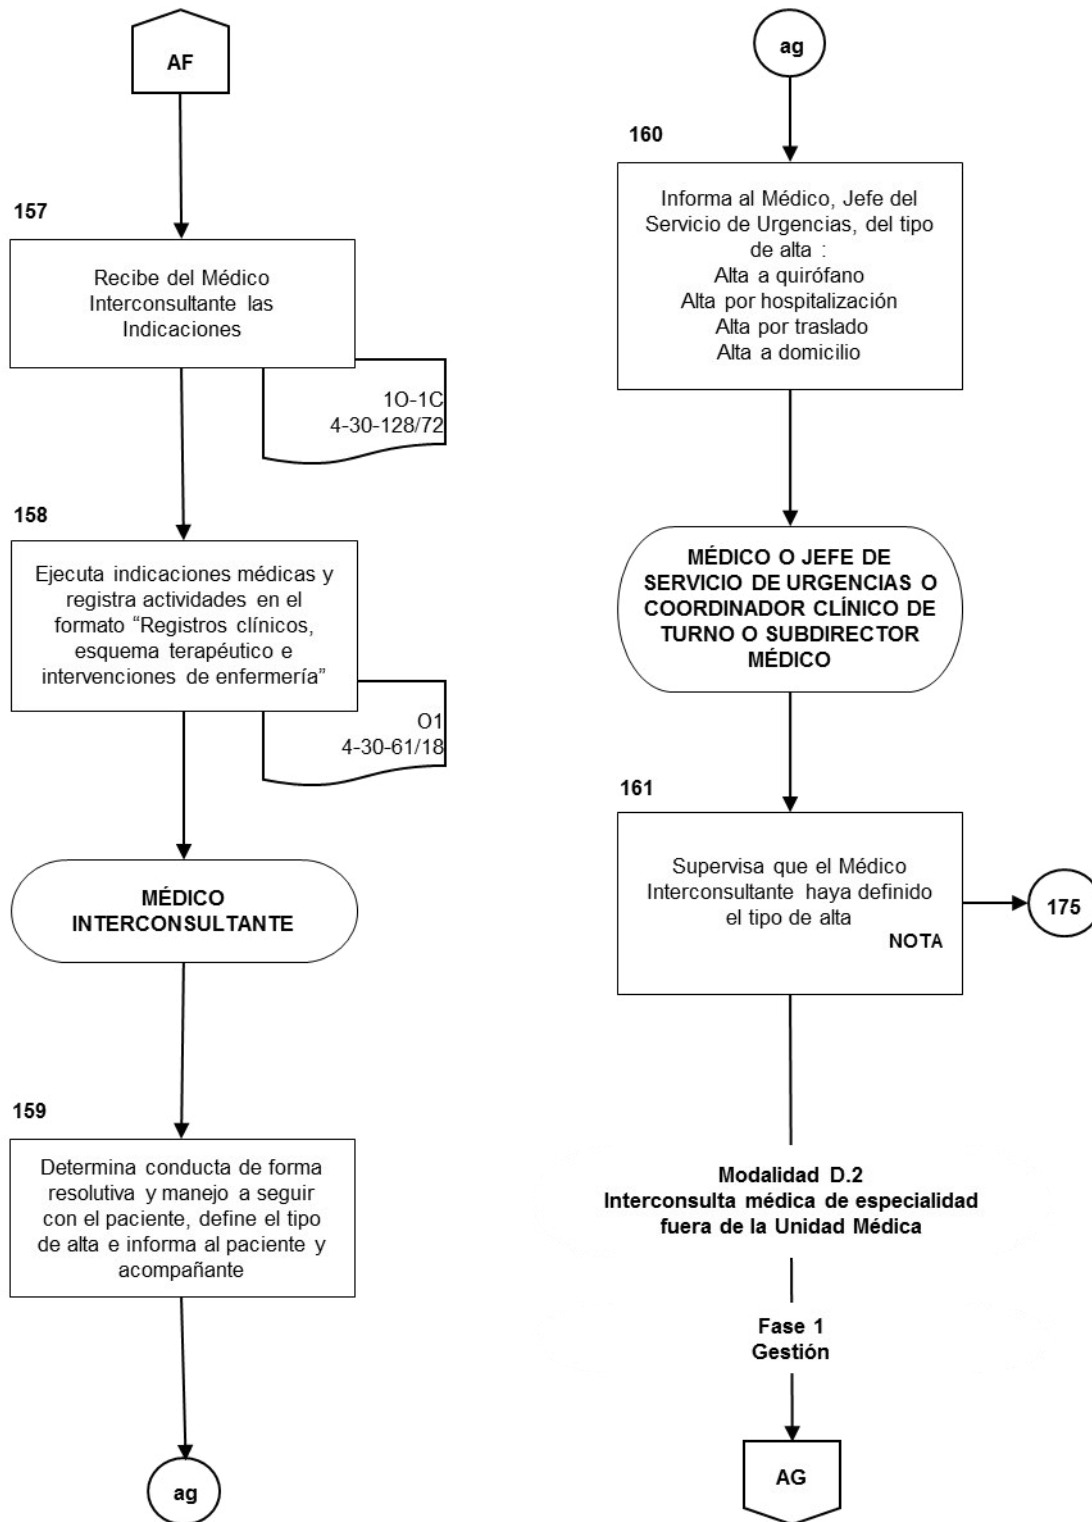 AF
157
Recibe del Médico
Interconsultante las
Indicaciones
1O-1C
4-30-128/72
158
Ejecuta indicaciones médicas y
registra actividades en el
formato “Registros clínicos,
esquema terapéutico e
intervenciones de enfermería”
O1
4-30-61/18
MÉDICO
INTERCONSULTANTE
159
Determina conducta de forma
resolutiva y manejo a seguir
con el paciente, define el tipo
de alta e informa al paciente y
acompañante
ag
ag
160
Informa al Médico, Jefe del
Servicio de Urgencias, del tipo
de alta :
Alta a quirófano
Alta por hospitalización
Alta por traslado
Alta a domicilio
MÉDICO O JEFE DE
SERVICIO DE URGENCIAS O
COORDINADOR CLÍNICO DE
TURNO O SUBDIRECTOR
MÉDICO
161
Supervisa que el Médico
Interconsultante haya definido
el tipo de alta
NOTA
175
Modalidad D.2
Interconsulta médica de especialidad
fuera de la Unidad Médica
Fase 1
Gestión
AG